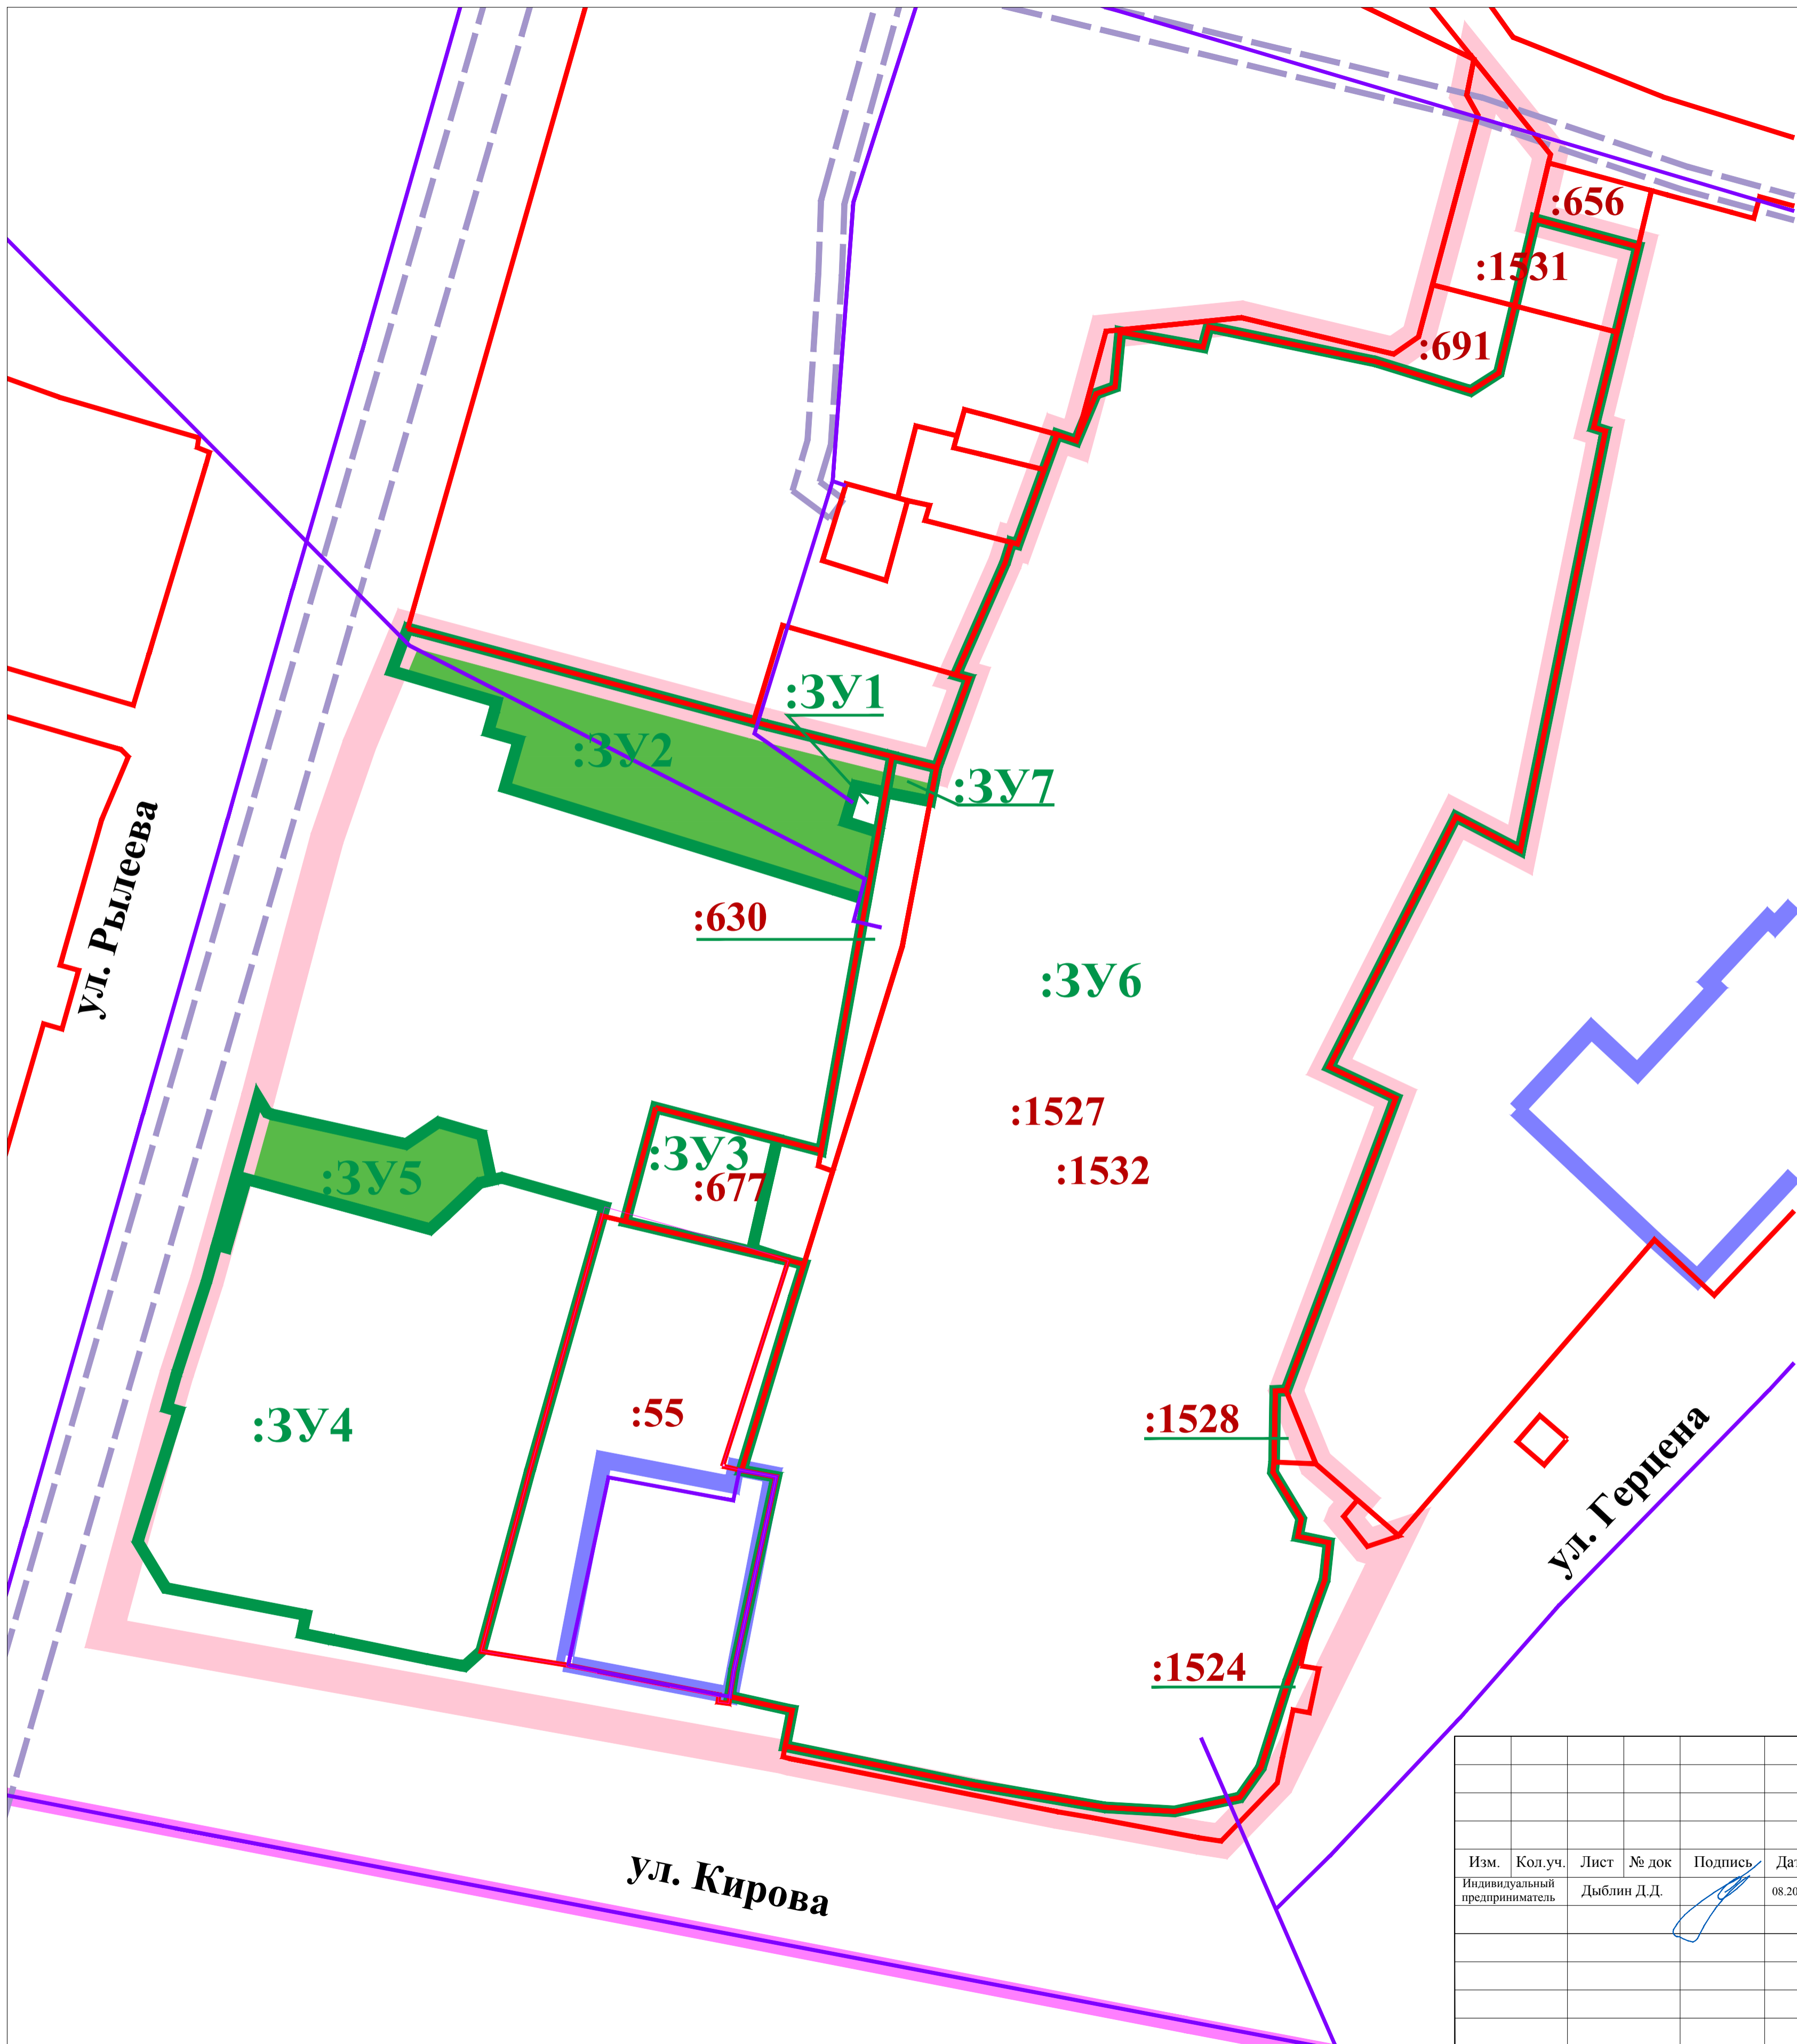 :656
:1531
:691
:ЗУ1
:ЗУ2
:ЗУ7
ул. Рылеева
:630
:ЗУ6
:1527
:ЗУ3
:1532
:ЗУ5
:677
:55
:1528
:ЗУ4
ул. Герцена
:1524
ул. Кирова
Изм. Кол.уч. Лист № док Подпись
Индивидуальный
предприниматель
Дыблин Д.Д.